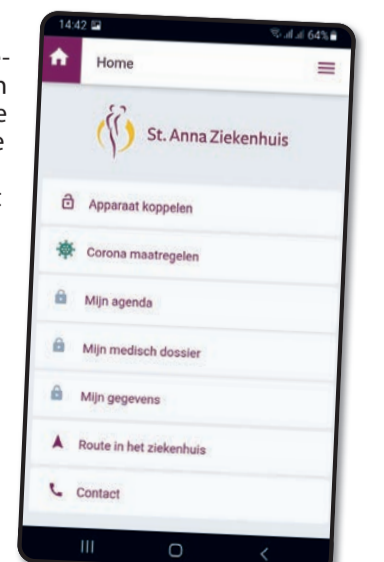 14:42 64%
Home
St. Anna Ziekenhuis
Apparaat koppelen
Corona maatregelen
Mijn agenda
Mijn medisch dossier
Mijn gegevens
Route in het ziekenhuis
Contact